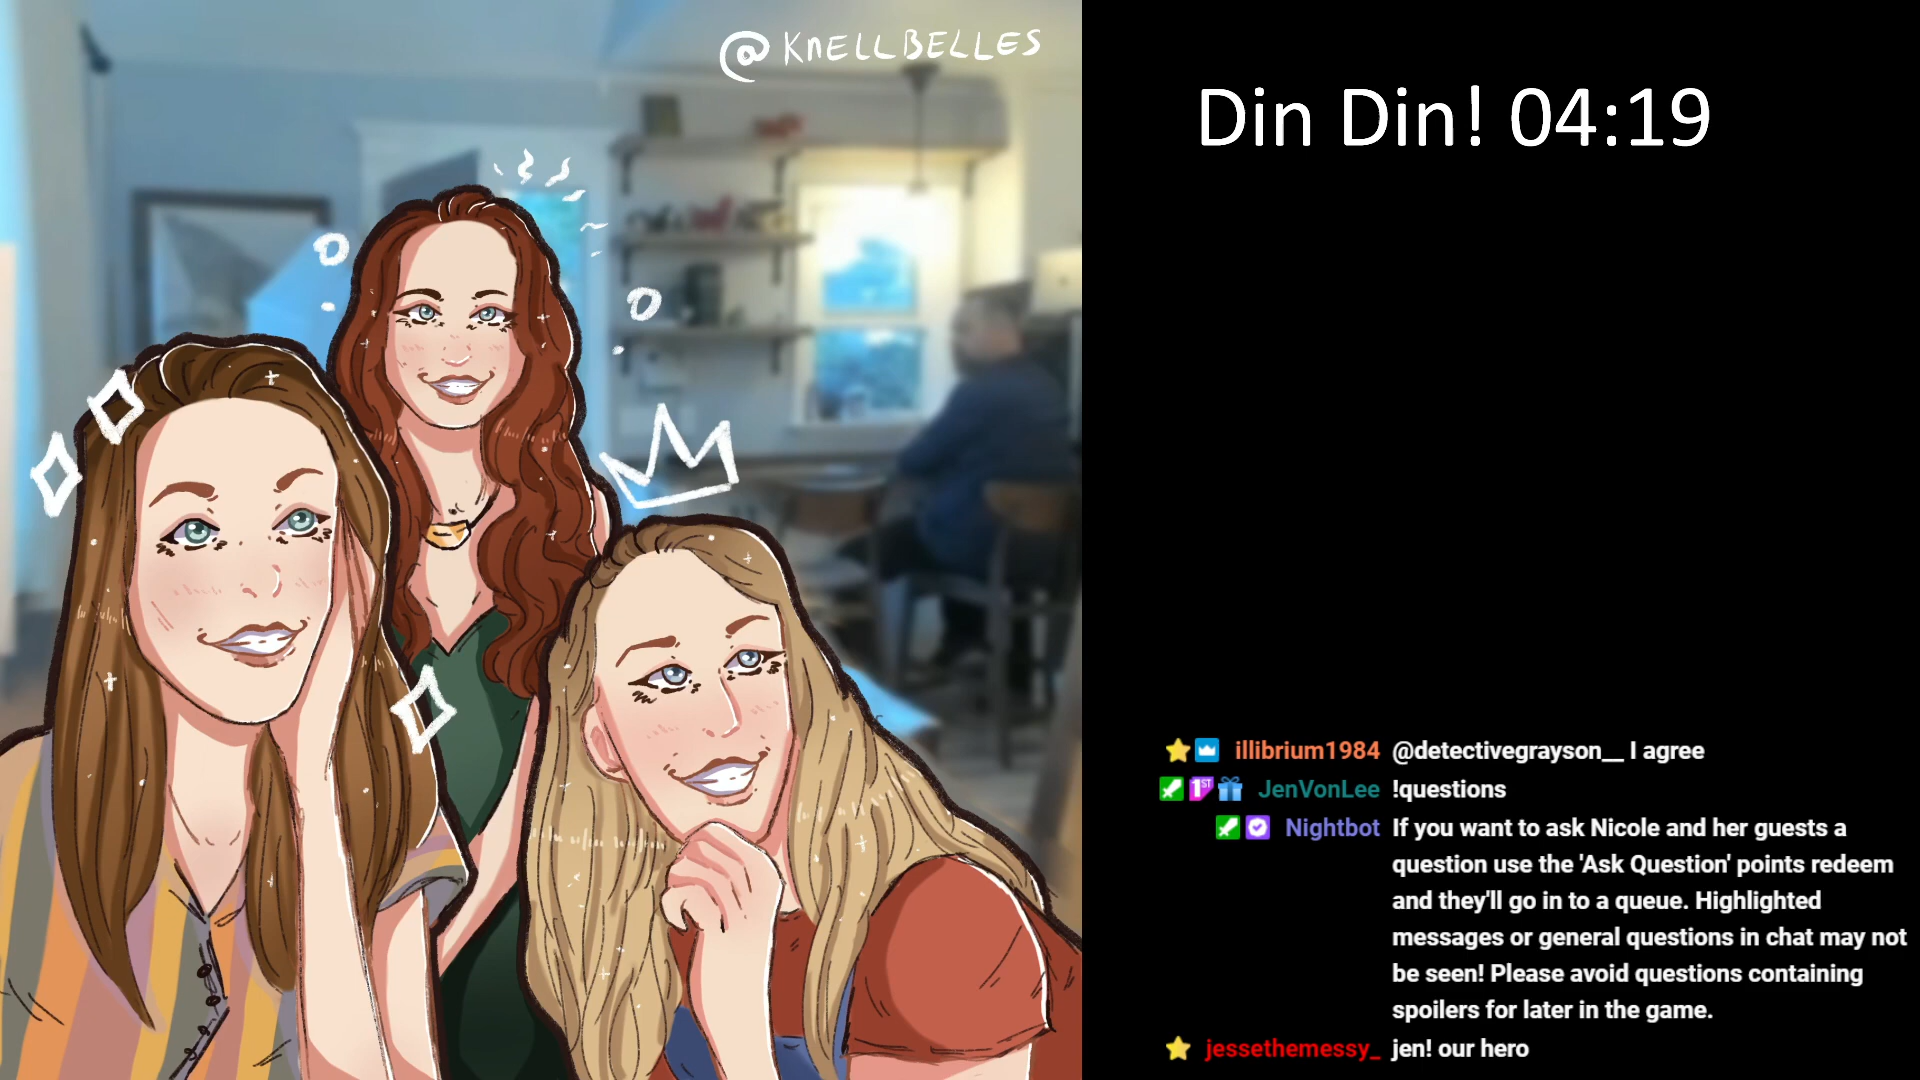 @KNELLBELLES
Din Din! 04:19
illibrium1984 @detectivegrayson__ I agree
1ST JenVonLee !questions
Nightbot If you want to ask Nicole and her guests a
question use the 'Ask Question' points redeem
and they'll go in to a queue. Highlighted
messages or general questions in chat may not
be seen! Please avoid questions containing
spoilers for later in the game.
jessethemessy_ jen! our hero